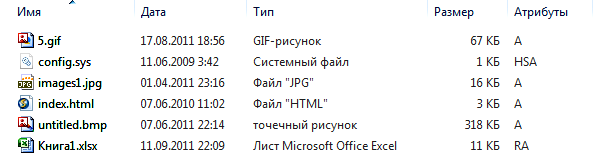 Имя Дата Тип Размер Атрибуты
5.gif 17.08.2011 18:56 GIF-рисунок 67 КБ A
config.sys 11.06.2009 3:42 Системный файл 1 КБ HSA
images1.jpg 01.04.2011 23:16 Файл "JPG" 16 КБ A
index.html 07.06.2010 11:02 Файл "HTML" 3 КБ A
untitled.bmp 07.06.2011 22:14 точечный рисунок 318 КБ A
Книга1.xlsx 11.09.2011 22:09 Лист Microsoft Office Excel 11 КБ RA